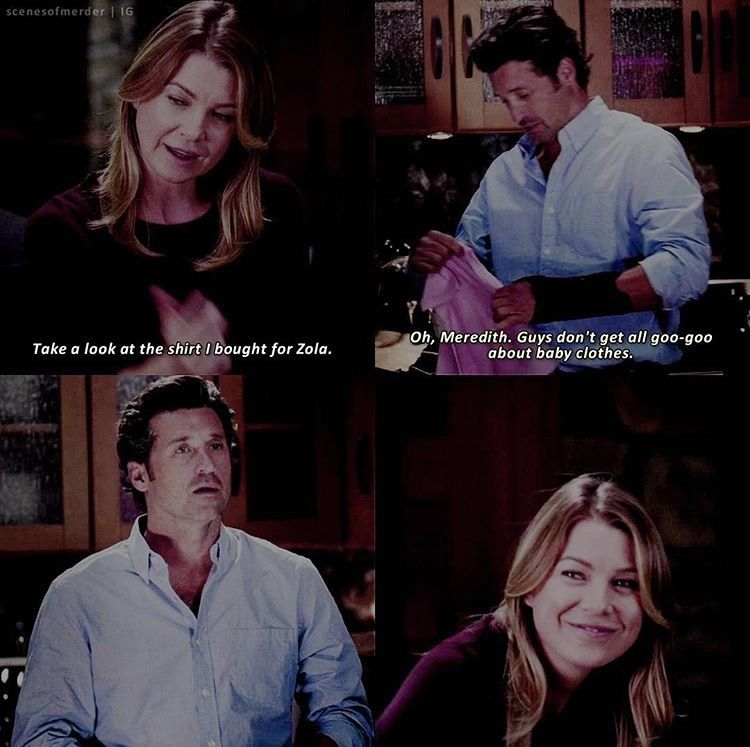 scenesofmerder | IG
Take a look at the shirt I bought for Zola.
Oh, Meredith. Guys don't get all goo-goo
about baby clothes.